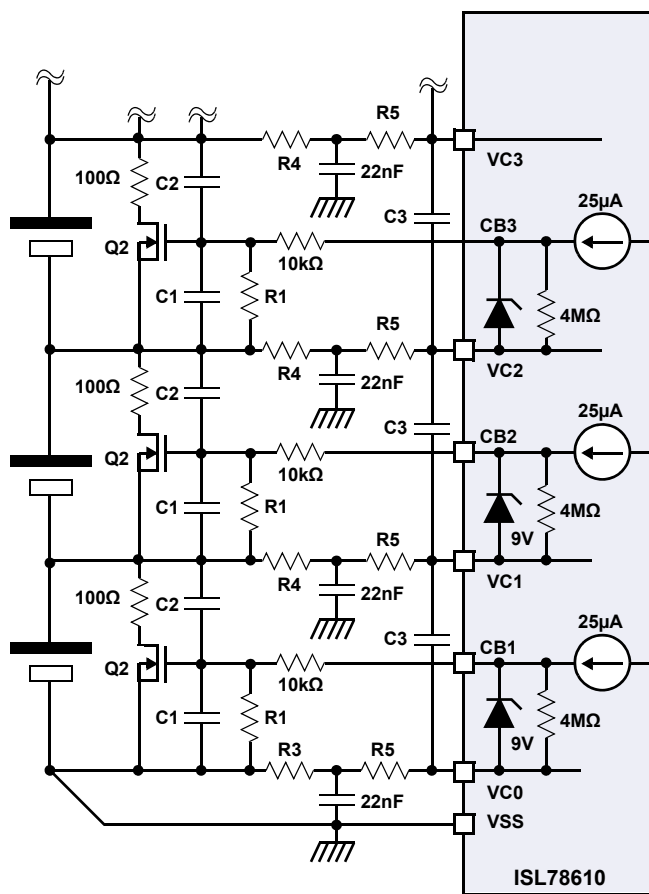 R5
VC3
R4
22nF
100Ω
C2
25µA
C3
CB3
Q2
10kΩ
C1
R1
4MΩ
R5
VC2
R4
22nF
100Ω
C2
25µA
C3
CB2
Q2
10kΩ
C1
R1
4MΩ
9V
R5
VC1
R4
22nF
100Ω
C2
25µA
C3
CB1
Q2
10kΩ
C1
R1
4MΩ
9V
R3
R5
VC0
22nF
VSS
ISL78610